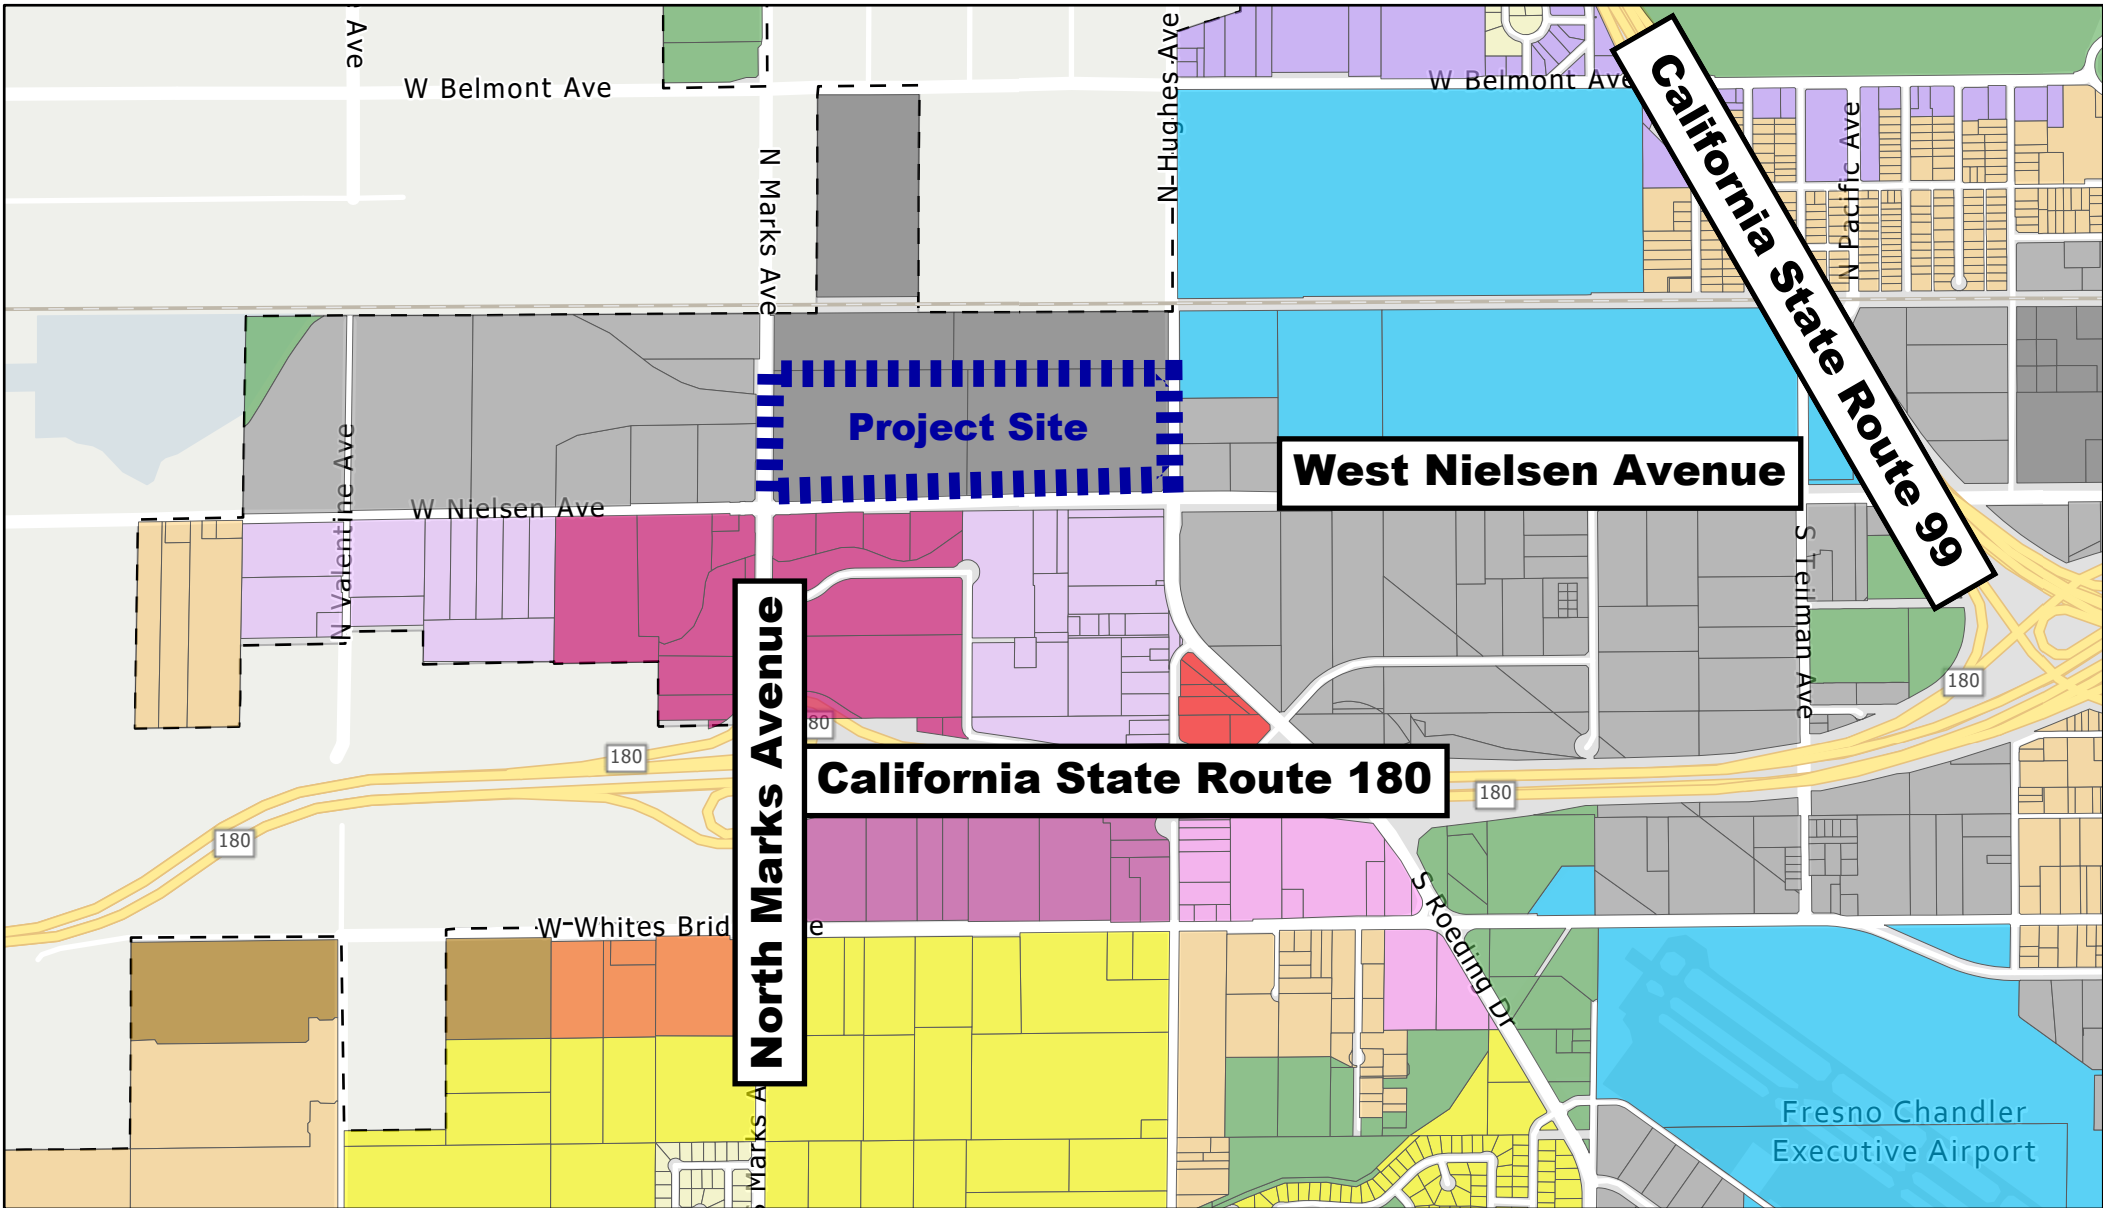 Ave
W Belmont Ave
N Marks Ave
N Hughes Ave
W Belmont Ave
California State Route 99
N Pacific Ave
Project Site
West Nielsen Avenue
N Valentine Ave
W Nielsen Ave
S Teilman Ave
180
180
80
North Marks Avenue
California State Route 180
180
180
S Roeding Dr
W Whites Brid
e
Marks A
Fresno Chandler
Executive Airport